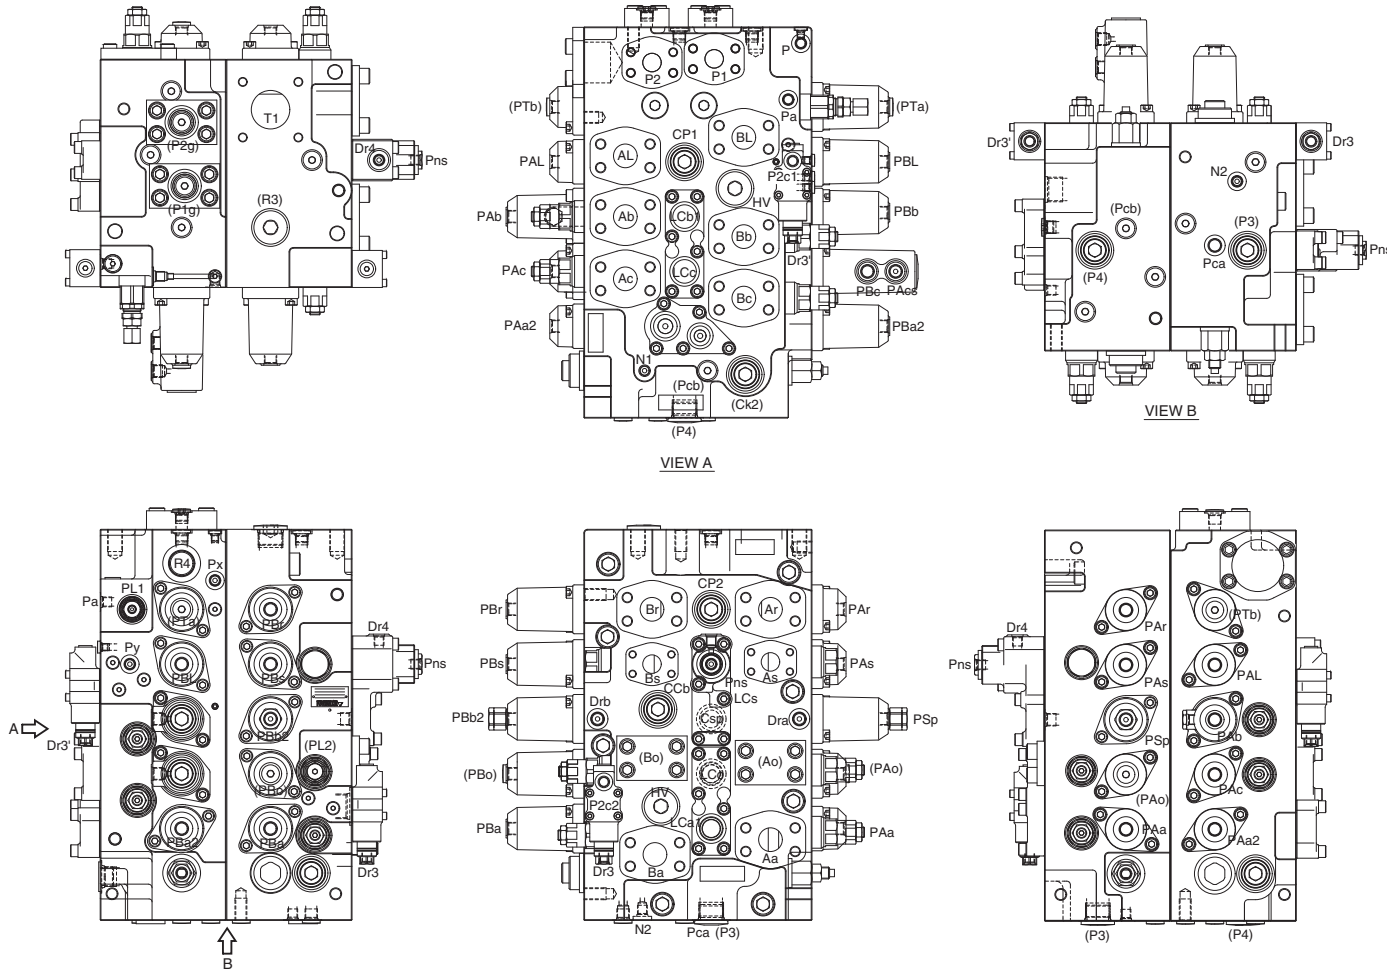 (P2g)
T1
Dr4
Pns
(P1g)
(R3)
P2
P1
P
(PTb)
(PTa)
Pa
CP1
BL
AL
PAL
PBL
P2c1
HV
PAb
Ab
LCb1
Bb
PBb
Dr3'
PAc
Ac
LCc
Bc
PBc
PAcs
PAa2
PBa2
N1
(Pcb)
(Ck2)
(P4)
VIEW A
Dr3'
Dr3
N2
(Pcb)
(P3)
Pca
(P4)
Pns
VIEW B
R4
Px
PL1
Pa
(PTa)
PBr
Dr4
Py
PBL
PBs
Pns
A
Dr3'
PBb2
(PL2)
(PBo)
PBa2
PBa
Dr3
B
CP2
PBr
Br
Ar
PAr
PBs
Bs
As
PAs
Pns
CCb
LCs
PBb2
Drb
Csp
Dra
PSp
(PBo)
(Bo)
LCo
(Ao)
(PAo)
P2c2
HV
PBa
LCa1
PAa
Dr3
Ba
Aa
N2
Pca
(P3)
PAr
(PTb)
Dr4
Pns
PAs
PAL
PSp
PAb
(PAo)
PAc
PAa
PAa2
(P3)
(P4)